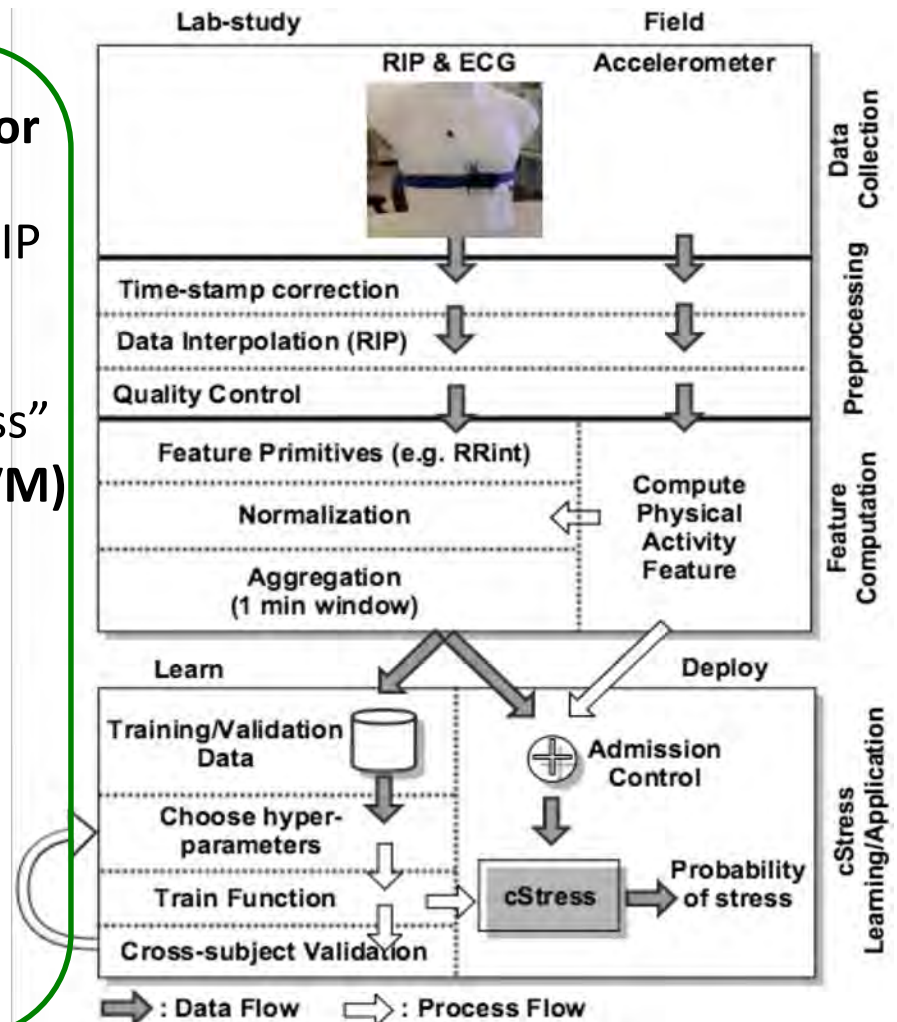 or
IP
ss”
VM)
Lab-study
Field
RIP & ECG
Accelerometer
Data
Collection
Time-stamp correction
Data Interpolation (RIP)
Quality Control
Preprocessing
Feature Primitives (e.g. RRint)
Normalization
Aggregation
(1 min window)
Compute
Physical
Activity
Feature
Feature
Computation
Learn
Deploy
Training/Validation
Data
Choose hyper-
parameters
Train Function
Cross-subject Validation
Admission
Control
cStress
Probability
of stress
cStress
Learning/Application
: Data Flow
: Process Flow